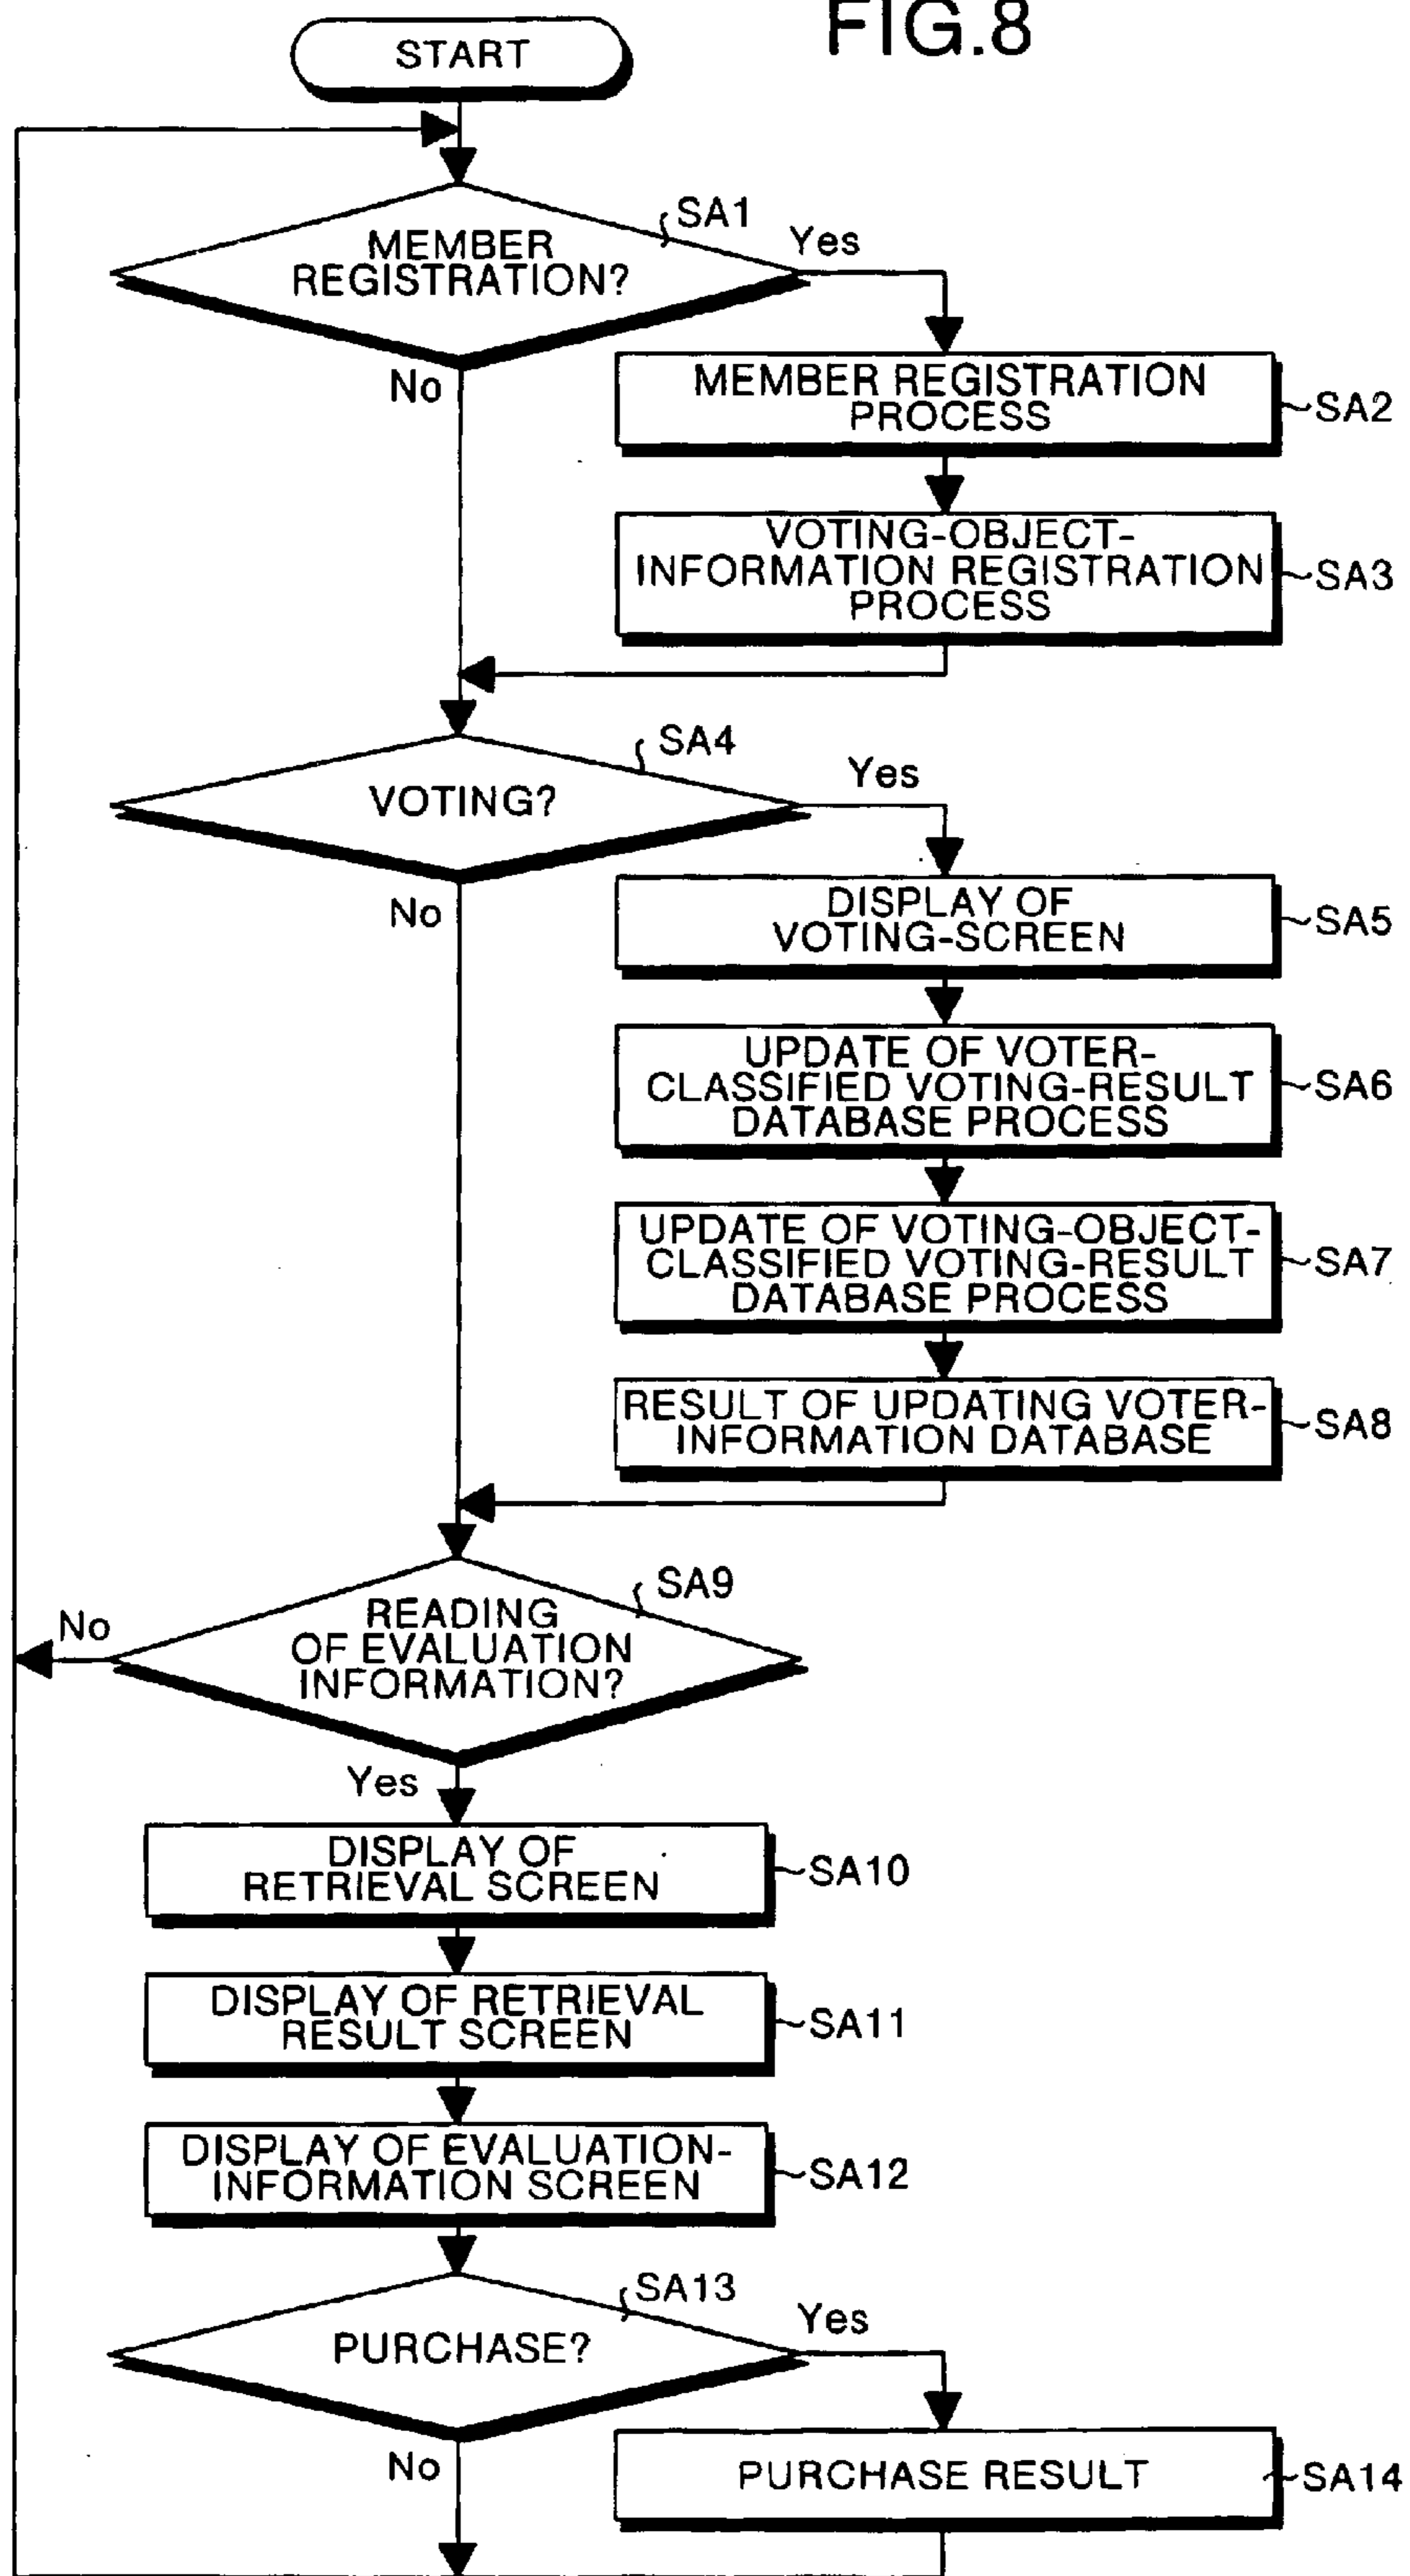 FIG.8
START
SA1
MEMBER
REGISTRATION?
Yes
No
MEMBER REGISTRATION
PROCESS
SA2
VOTING-OBJECT-
INFORMATION REGISTRATION
PROCESS
SA3
SA4
VOTING?
Yes
No
DISPLAY OF
VOTING-SCREEN
SA5
UPDATE OF VOTER-
CLASSIFIED VOTING-RESULT
DATABASE PROCESS
SA6
UPDATE OF VOTING-OBJECT-
CLASSIFIED VOTING-RESULT
DATABASE PROCESS
SA7
RESULT OF UPDATING VOTER-
INFORMATION DATABASE
SA8
SA9
READING
OF EVALUATION
INFORMATION?
No
Yes
DISPLAY OF
RETRIEVAL SCREEN
SA10
DISPLAY OF RETRIEVAL
RESULT SCREEN
SA11
DISPLAY OF EVALUATION-
INFORMATION SCREEN
SA12
SA13
PURCHASE?
Yes
No
PURCHASE RESULT
SA14